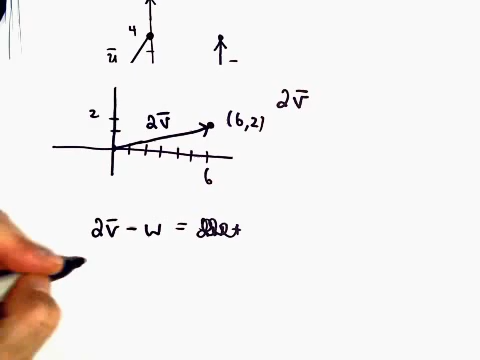 4
ū
2v̄
2
2v̄
(6,2)
6
2v̄ - w =